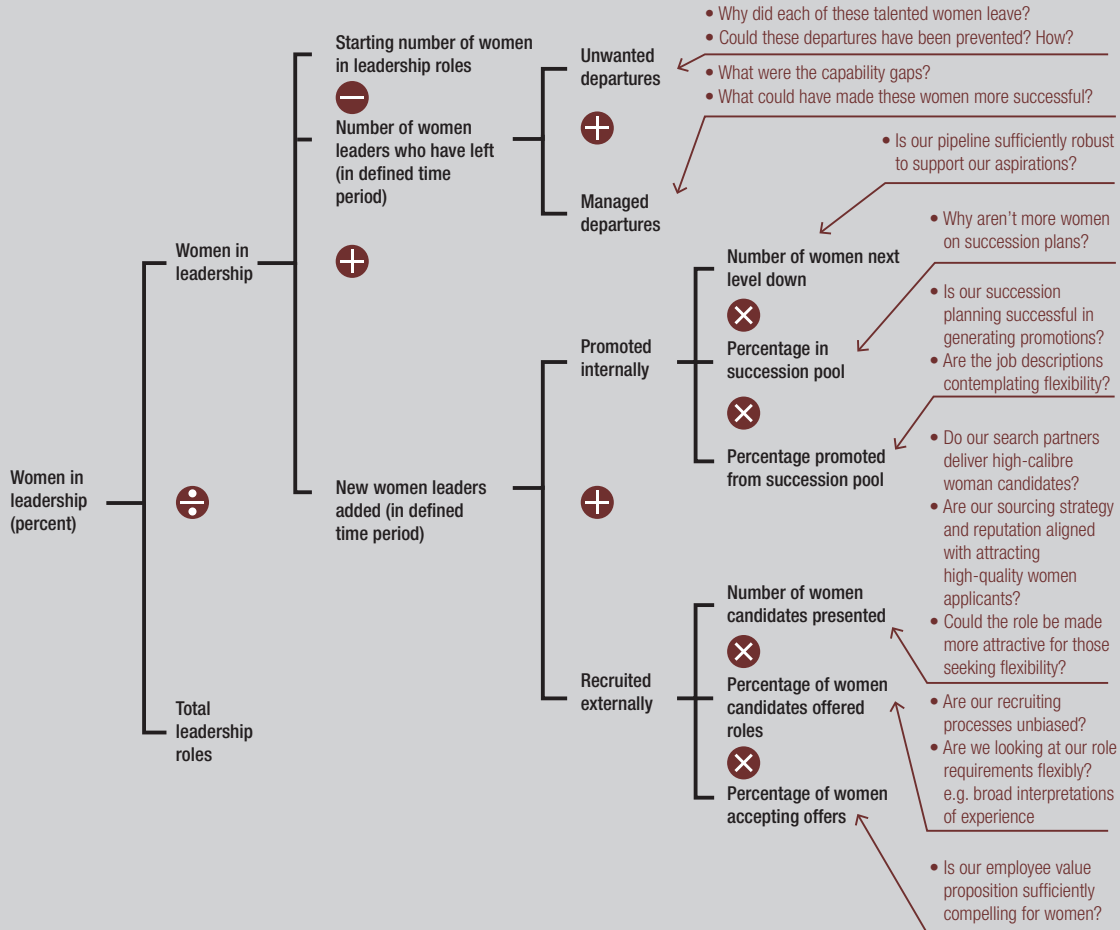 Women in
leadership
(percent)
Women in
leadership
Total
leadership
roles
Starting number of women
in leadership roles
Number of women
leaders who have left
(in defined time
period)
New women leaders
added (in defined
time period)
Unwanted
departures
Managed
departures
Promoted
internally
Recruited
externally
Number of women next
level down
Percentage in
succession pool
Percentage promoted
from succession pool
Number of women
candidates presented
Percentage of women
candidates offered
roles
Percentage of women
accepting offers
• Why did each of these talented women leave?
• Could these departures have been prevented? How?
• What were the capability gaps?
• What could have made these women more successful?
• Is our pipeline sufficiently robust
to support our aspirations?
• Why aren't more women
on succession plans?
• Is our succession
planning successful in
generating promotions?
• Are the job descriptions
contemplating flexibility?
• Do our search partners
deliver high-calibre
woman candidates?
• Are our sourcing strategy
and reputation aligned
with attracting
high-quality women
applicants?
• Could the role be made
more attractive for those
seeking flexibility?
• Are our recruiting
processes unbiased?
• Are we looking at our role
requirements flexibly?
e.g. broad interpretations
of experience
• Is our employee value
proposition sufficiently
compelling for women?